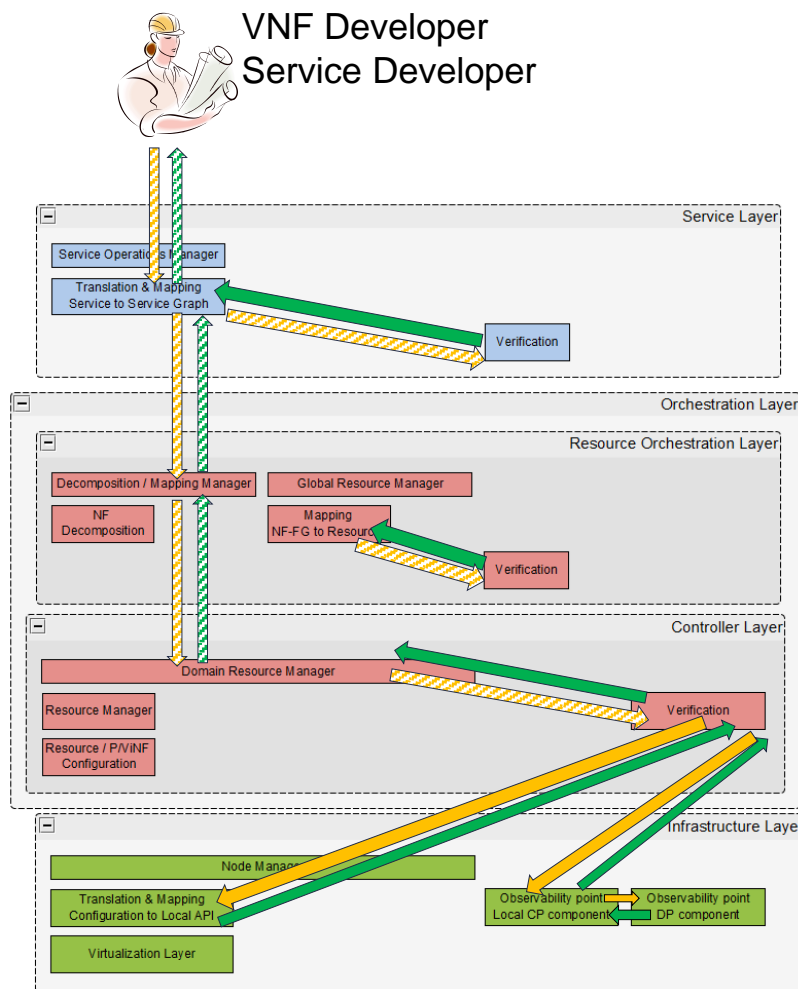 VNF Developer
Service Developer
Service Layer
Service Operations Manager
Translation & Mapping
Service to Service Graph
Verification
Orchestration Layer
Resource Orchestration Layer
Decomposition / Mapping Manager
Global Resource Manager
NF
Decomposition
Mapping
NF-FG to Resources
Verification
Controller Layer
Domain Resource Manager
Resource Manager
Verification
Resource / P/ViNF
Configuration
Infrastructure Layer
Node Manager
Translation & Mapping
Configuration to Local API
Observability point
Local CP component
Observability point
DP component
Virtualization Layer